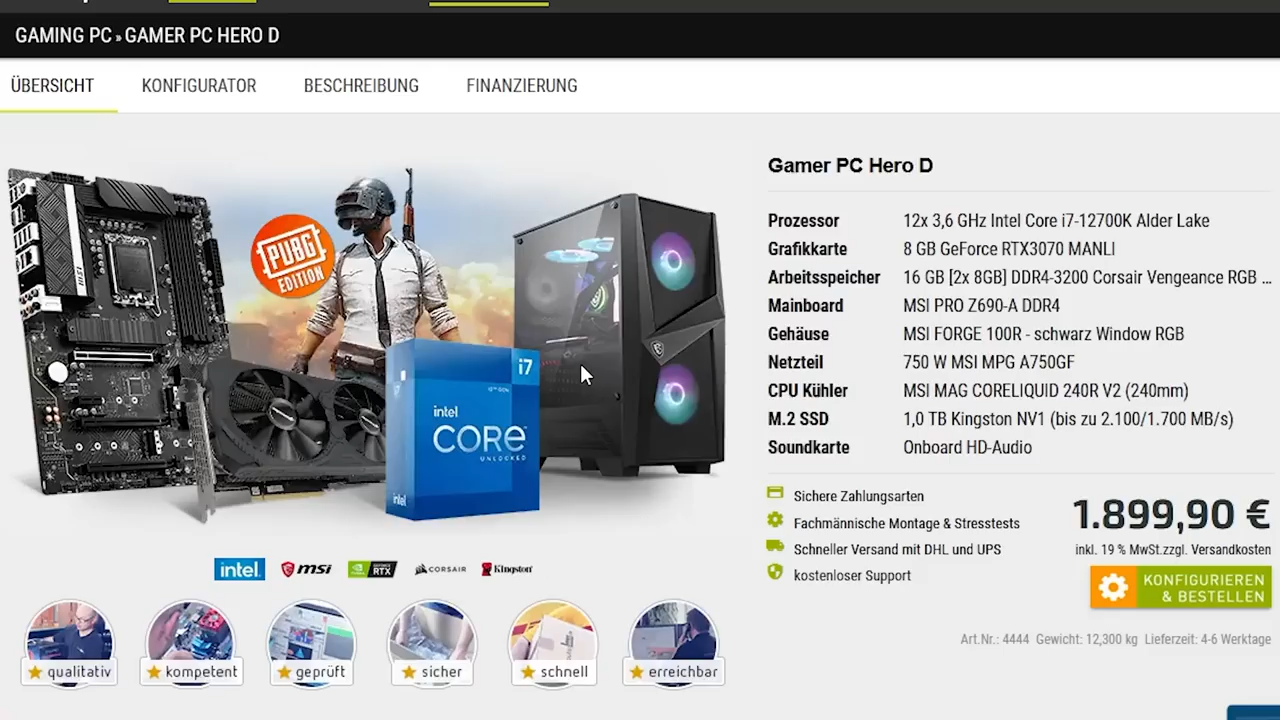 GAMING PC » GAMER PC HERO D
ÜBERSICHT KONFIGURATOR BESCHREIBUNG FINANZIERUNG
PUBG
EDITION
i7
intel
CORE
UNLOCKED
intel
Gamer PC Hero D
Prozessor 12x 3,6 GHz Intel Core i7-12700K Alder Lake
Grafikkarte 8 GB GeForce RTX3070 MANLI
Arbeitsspeicher 16 GB [2x 8GB] DDR4-3200 Corsair Vengeance RGB ...
Mainboard MSI PRO Z690-A DDR4
Gehäuse MSI FORGE 100R - schwarz Window RGB
Netzteil 750 W MSI MPG A750GF
CPU Kühler MSI MAG CORELIQUID 240R V2 (240mm)
M.2 SSD 1,0 TB Kingston NV1 (bis zu 2.100/1.700 MB/s)
Soundkarte Onboard HD-Audio
Sichere Zahlungsarten
Fachmännische Montage & Stresstests
Schneller Versand mit DHL und UPS
kostenloser Support
1.899,90 €
inkl. 19 % MwSt.zzgl. Versandkosten
KONFIGURIEREN
& BESTELLEN
Art.Nr.: 4444 Gewicht: 12,300 kg Lieferzeit: 4-6 Werktage
intel msi GEFORCE RTX CORSAIR Kingston
qualitativ kompetent geprüft sicher schnell erreichbar